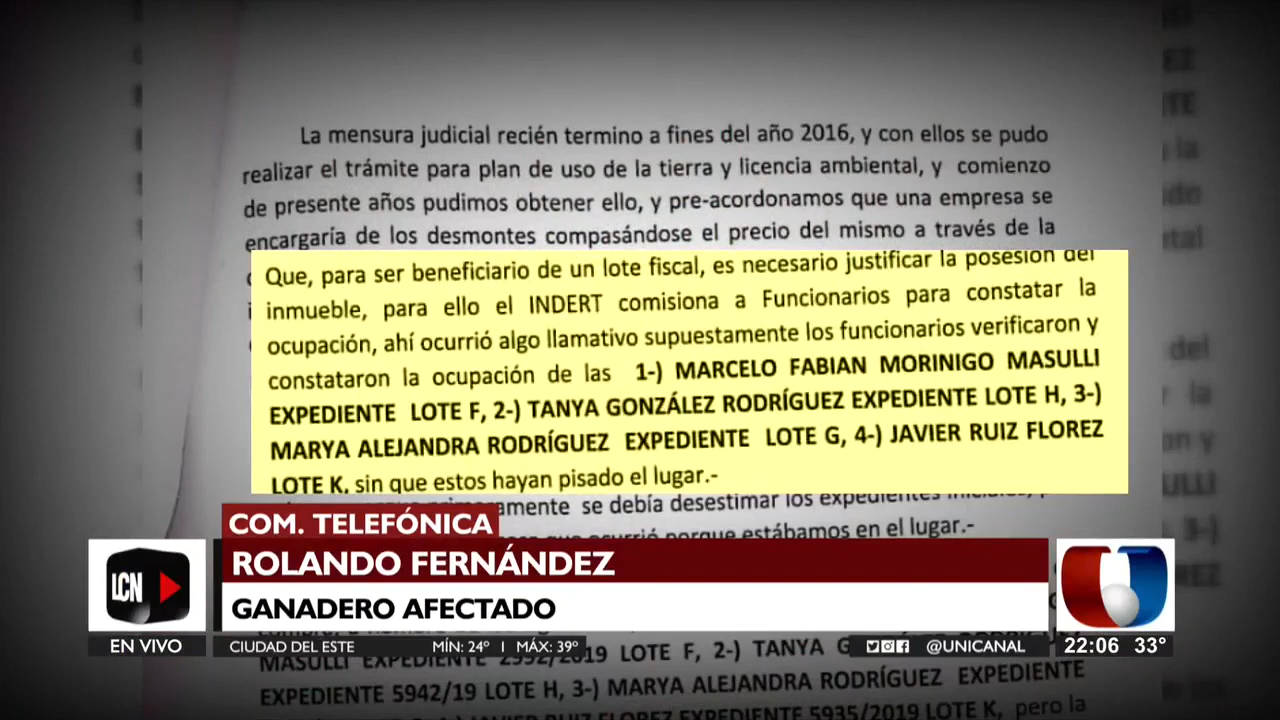 La mensura judicial recién termino a fines del año 2016, y con ellos se pudo
realizar el trámite para plan de uso de la tierra y licencia ambiental, y comienzo
de presente años pudimos obtener ello, y pre-acordonamos que una empresa se
encargaría de los desmontes compasándose el precio del mismo a través de la
Que, para ser beneficiario de un lote fiscal, es necesario justificar la posesión del
inmueble, para ello el INDERT comisiona a Funcionarios para constatar la
ocupación, ahí ocurrió algo llamativo supuestamente los funcionarios verificaron y
constataron la ocupación de las 1-) MARCELO FABIAN MORINIGO MASULLI
EXPEDIENTE LOTE F, 2-) TANYA GONZÁLEZ RODRÍGUEZ EXPEDIENTE LOTE H, 3-)
MARYA ALEJANDRA RODRÍGUEZ EXPEDIENTE LOTE G, 4-) JAVIER RUIZ FLOREZ
LOTE K, sin que estos hayan pisado el lugar.-
se debía desestimar los expedientes
porque estábamos en el lugar.-
COM. TELEFÓNICA
ROLANDO FERNÁNDEZ
GANADERO AFECTADO
LCN
EN VIVO
CIUDAD DEL ESTE MÍN: 24° | MÁX: 39°
@UNICANAL
22:06 33°
MASULLI EXPEDIENTE 2992/2019 LOTE F, 2-) TANYA
EXPEDIENTE 5942/19 LOTE H, 3-) MARYA ALEJANDRA RODRÍGUEZ EXPEDIENTE
JAVIER RUIZ FLOREZ EXPEDIENTE 5935/2019 LOTE K, pero la